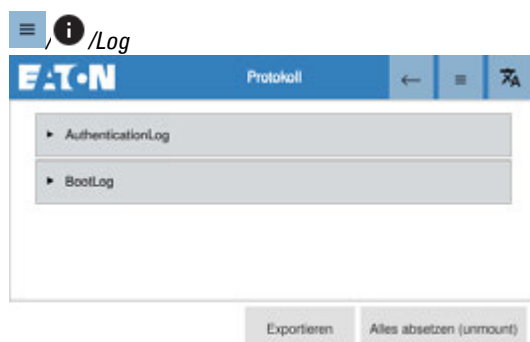 / /Log
EATON Protokoll
AuthenticationLog
BootLog
Exportieren Alles absetzen (unmount)